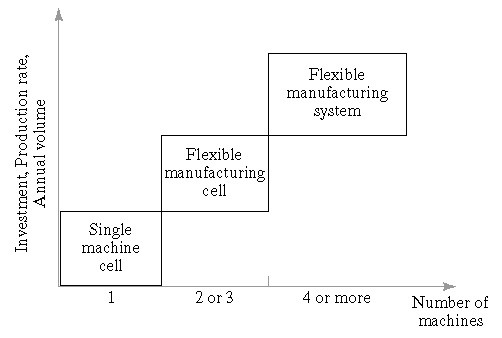 Investment, Production rate,
Annual volume
Flexible
manufacturing
system
Flexible
manufacturing
cell
Single
machine
cell
1
2 or 3
4 or more
Number of
machines